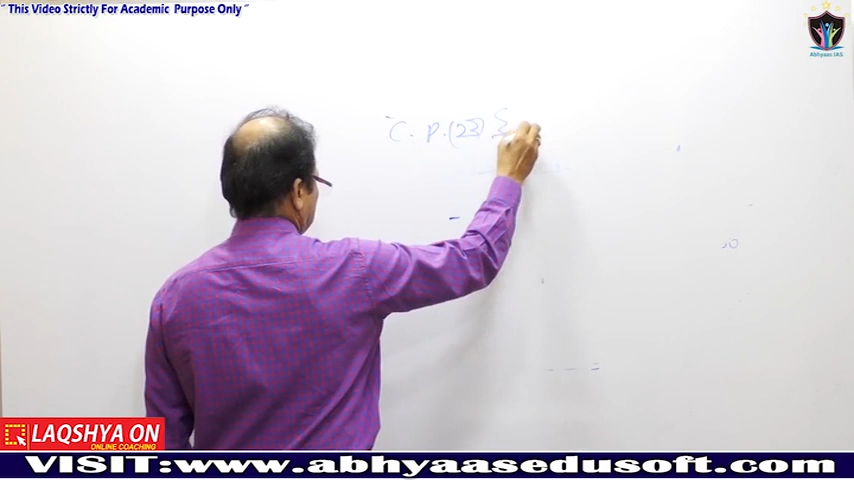 " This Video Strictly For Academic Purpose Only "
Abhyaas IAS
C. P. (23)
LAQSHYA ON
ONLINE COACHING
VISIT:www.abhyaasedusoft.com